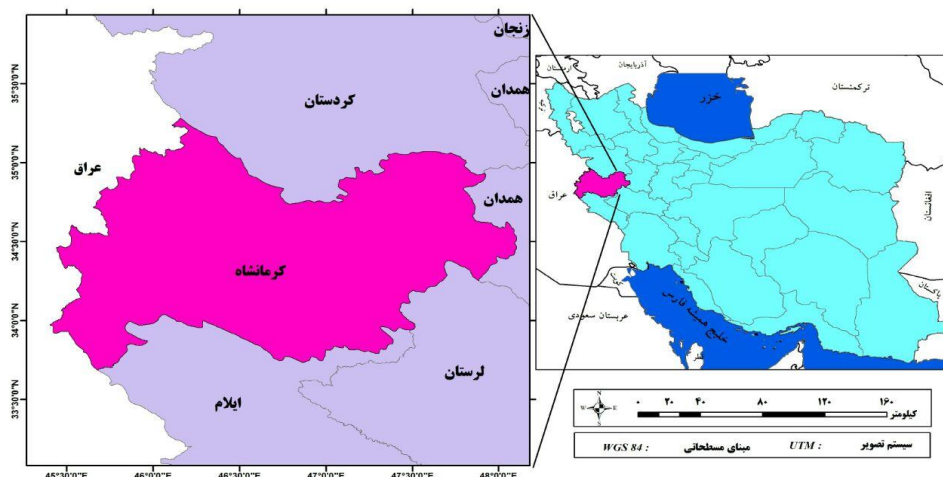 زنجان
همدان
کردستان
عراق
همدان
کرمانشاه
لرستان
ایلام
35°30'0"N
35°0'0"N
34°30'0"N
34°0'0"N
33°30'0"N
45°30'0"E
46°0'0"E
46°30'0"E
47°0'0"E
47°30'0"E
48°0'0"E
آذربایجان
ترکمنستان
خزر
عراق
افغانستان
پاکستان
خلیج همیشه فارس
عربستان سعودی
قطر
N
W
E
S
۰ ۲۰ ۴۰ ۸۰ ۱۲۰ ۱۶۰
کیلومتر
سیستم تصویر UTM : مبنای مسطحاتی WGS 84 :